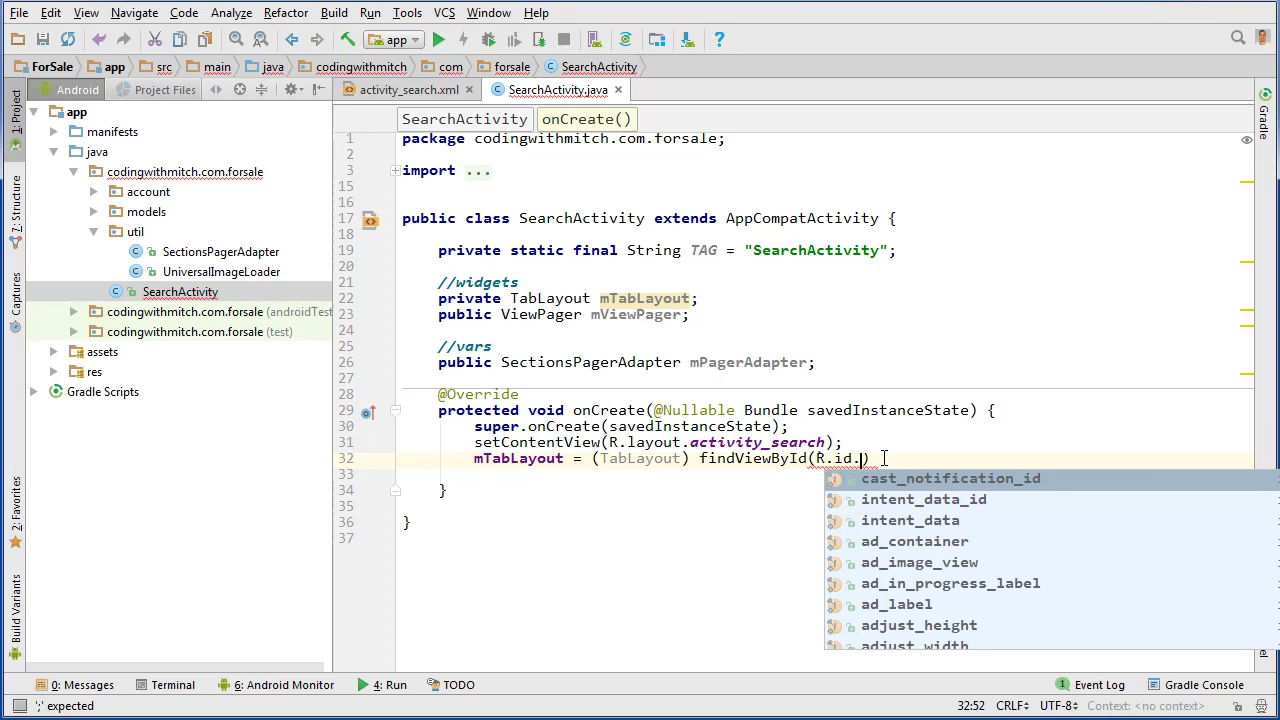 File Edit View Navigate Code Analyze Refactor Build Run Tools VCS Window Help
app
ForSale app src main java codingwithmitch com forsale SearchActivity
Android Project Files activity_search.xml SearchActivity.java
SearchActivity onCreate()
1: Project
7: Structure
Captures
2: Favorites
Build Variants
app
manifests
java
codingwithmitch.com.forsale
account
models
util
SectionsPagerAdapter
UniversalImageLoader
SearchActivity
codingwithmitch.com.forsale (androidTest
codingwithmitch.com.forsale (test)
assets
res
Gradle Scripts
1 package codingwithmitch.com.forsale;
2
3 import ...
15
16
17 public class SearchActivity extends AppCompatActivity {
18
19 private static final String TAG = "SearchActivity";
20
21 //widgets
22 private TabLayout mTabLayout;
23 public ViewPager mViewPager;
24
25 //vars
26 public SectionsPagerAdapter mPagerAdapter;
27
28 @Override
29 protected void onCreate(@Nullable Bundle savedInstanceState) {
30 super.onCreate(savedInstanceState);
31 setContentView(R.layout.activity_search);
32 mTabLayout = (TabLayout) findViewById(R.id.)
33
34 }
35
36 }
37
cast_notification_id
intent_data_id
intent_data
ad_container
ad_image_view
ad_in_progress_label
ad_label
adjust_height
adjust_width
Gradle
0: Messages Terminal 6: Android Monitor 4: Run TODO 1 Event Log Gradle Console
';' expected 32:52 CRLF UTF-8 Context: <no context>